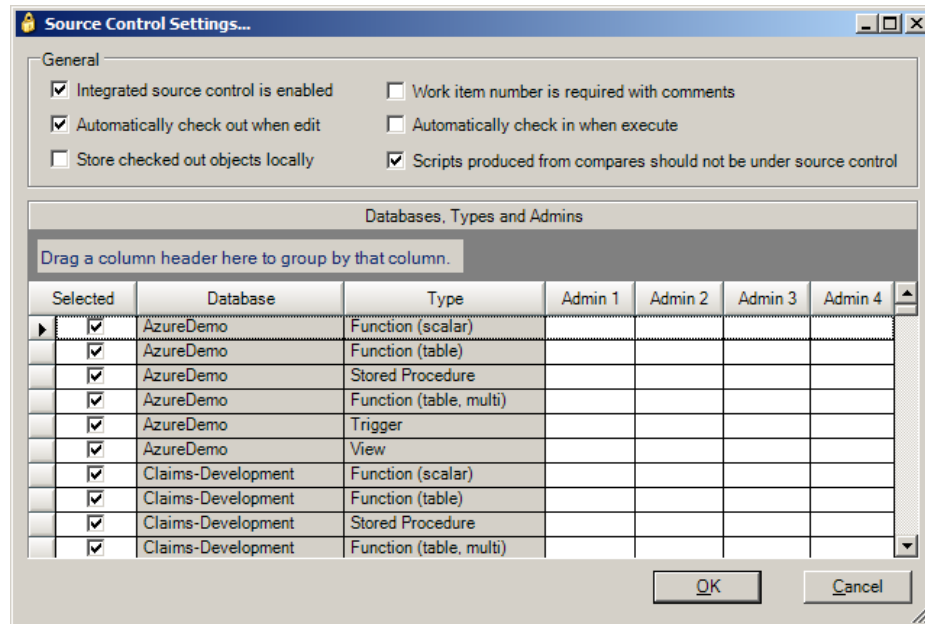 Source Control Settings...
General
Integrated source control is enabled
Work item number is required with comments
Automatically check out when edit
Automatically check in when execute
Store checked out objects locally
Scripts produced from compares should not be under source control
Databases, Types and Admins
Drag a column header here to group by that column.
Selected Database Type Admin 1 Admin 2 Admin 3 Admin 4
AzureDemo Function (scalar)
AzureDemo Function (table)
AzureDemo Stored Procedure
AzureDemo Function (table, multi)
AzureDemo Trigger
AzureDemo View
Claims-Development Function (scalar)
Claims-Development Function (table)
Claims-Development Stored Procedure
Claims-Development Function (table, multi)
OK Cancel